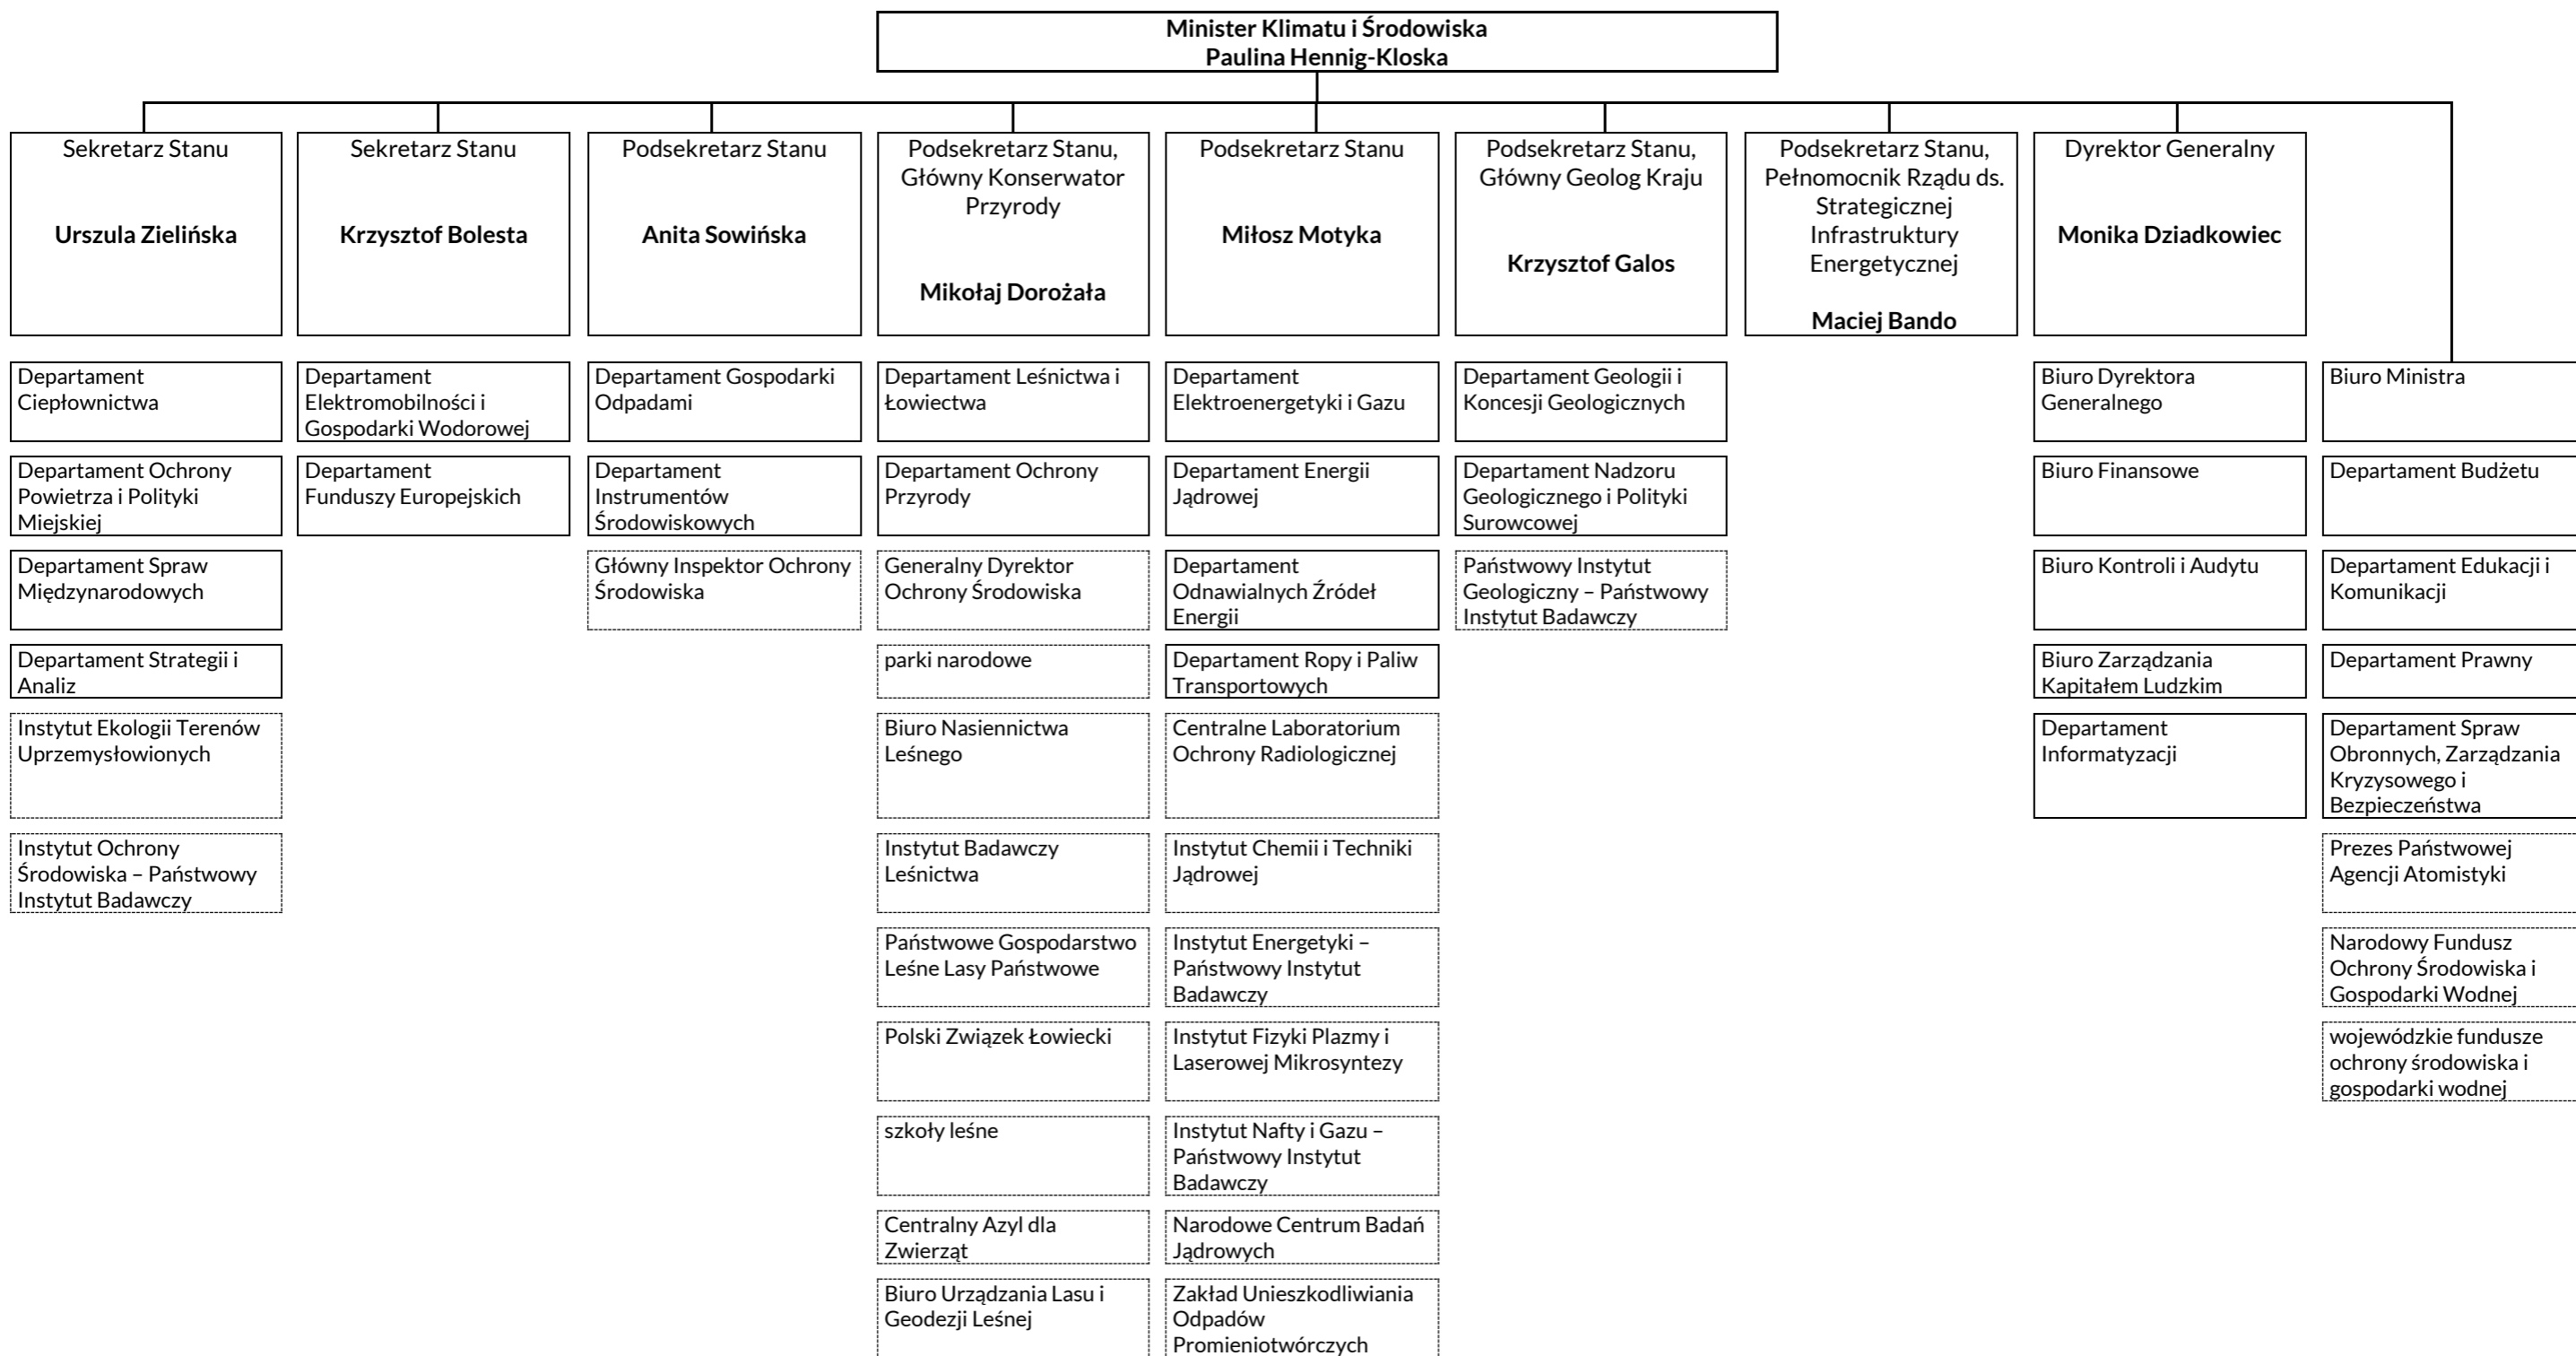 Minister Klimatu i Środowiska
Paulina Hennig-Kloska
Sekretarz Stanu
Urszula Zielińska
Sekretarz Stanu
Krzysztof Bolesta
Podsekretarz Stanu
Anita Sowińska
Podsekretarz Stanu,
Główny Konserwator
Przyrody
Mikołaj Dorożała
Podsekretarz Stanu
Miłosz Motyka
Podsekretarz Stanu,
Główny Geolog Kraju
Krzysztof Galos
Podsekretarz Stanu,
Pełnomocnik Rządu ds.
Strategicznej
Infrastruktury
Energetycznej
Maciej Bando
Dyrektor Generalny
Monika Dziadkowiec
Departament
Ciepłownictwa
Departament Ochrony
Powietrza i Polityki
Miejskiej
Departament Spraw
Międzynarodowych
Departament Strategii i
Analiz
Instytut Ekologii Terenów
Uprzemysłowionych
Instytut Ochrony
Środowiska – Państwowy
Instytut Badawczy
Departament
Elektromobilności i
Gospodarki Wodorowej
Departament
Funduszy Europejskich
Departament Gospodarki
Odpadami
Departament
Instrumentów
Środowiskowych
Główny Inspektor Ochrony
Środowiska
Departament Leśnictwa i
Łowiectwa
Departament Ochrony
Przyrody
Generalny Dyrektor
Ochrony Środowiska
parki narodowe
Biuro Nasiennictwa
Leśnego
Instytut Badawczy
Leśnictwa
Państwowe Gospodarstwo
Leśne Lasy Państwowe
Polski Związek Łowiecki
szkoły leśne
Centralny Azyl dla
Zwierząt
Biuro Urządzania Lasu i
Geodezji Leśnej
Departament
Elektroenergetyki i Gazu
Departament Energii
Jądrowej
Departament
Odnawialnych Źródeł
Energii
Departament Ropy i Paliw
Transportowych
Centralne Laboratorium
Ochrony Radiologicznej
Instytut Chemii i Techniki
Jądrowej
Instytut Energetyki –
Państwowy Instytut
Badawczy
Instytut Fizyki Plazmy i
Laserowej Mikrosyntezy
Instytut Nafty i Gazu –
Państwowy Instytut
Badawczy
Narodowe Centrum Badań
Jądrowych
Zakład Unieszkodliwiania
Odpadów
Promieniotwórczych
Departament Geologii i
Koncesji Geologicznych
Departament Nadzoru
Geologicznego i Polityki
Surowcowej
Państwowy Instytut
Geologiczny – Państwowy
Instytut Badawczy
Biuro Dyrektora
Generalnego
Biuro Finansowe
Biuro Kontroli i Audytu
Biuro Zarządzania
Kapitałem Ludzkim
Departament
Informatyzacji
Biuro Ministra
Departament Budżetu
Departament Edukacji i
Komunikacji
Departament Prawny
Departament Spraw
Obronnych, Zarządzania
Kryzysowego i
Bezpieczeństwa
Prezes Państwowej
Agencji Atomistyki
Narodowy Fundusz
Ochrony Środowiska i
Gospodarki Wodnej
wojewódzkie fundusze
ochrony środowiska i
gospodarki wodnej